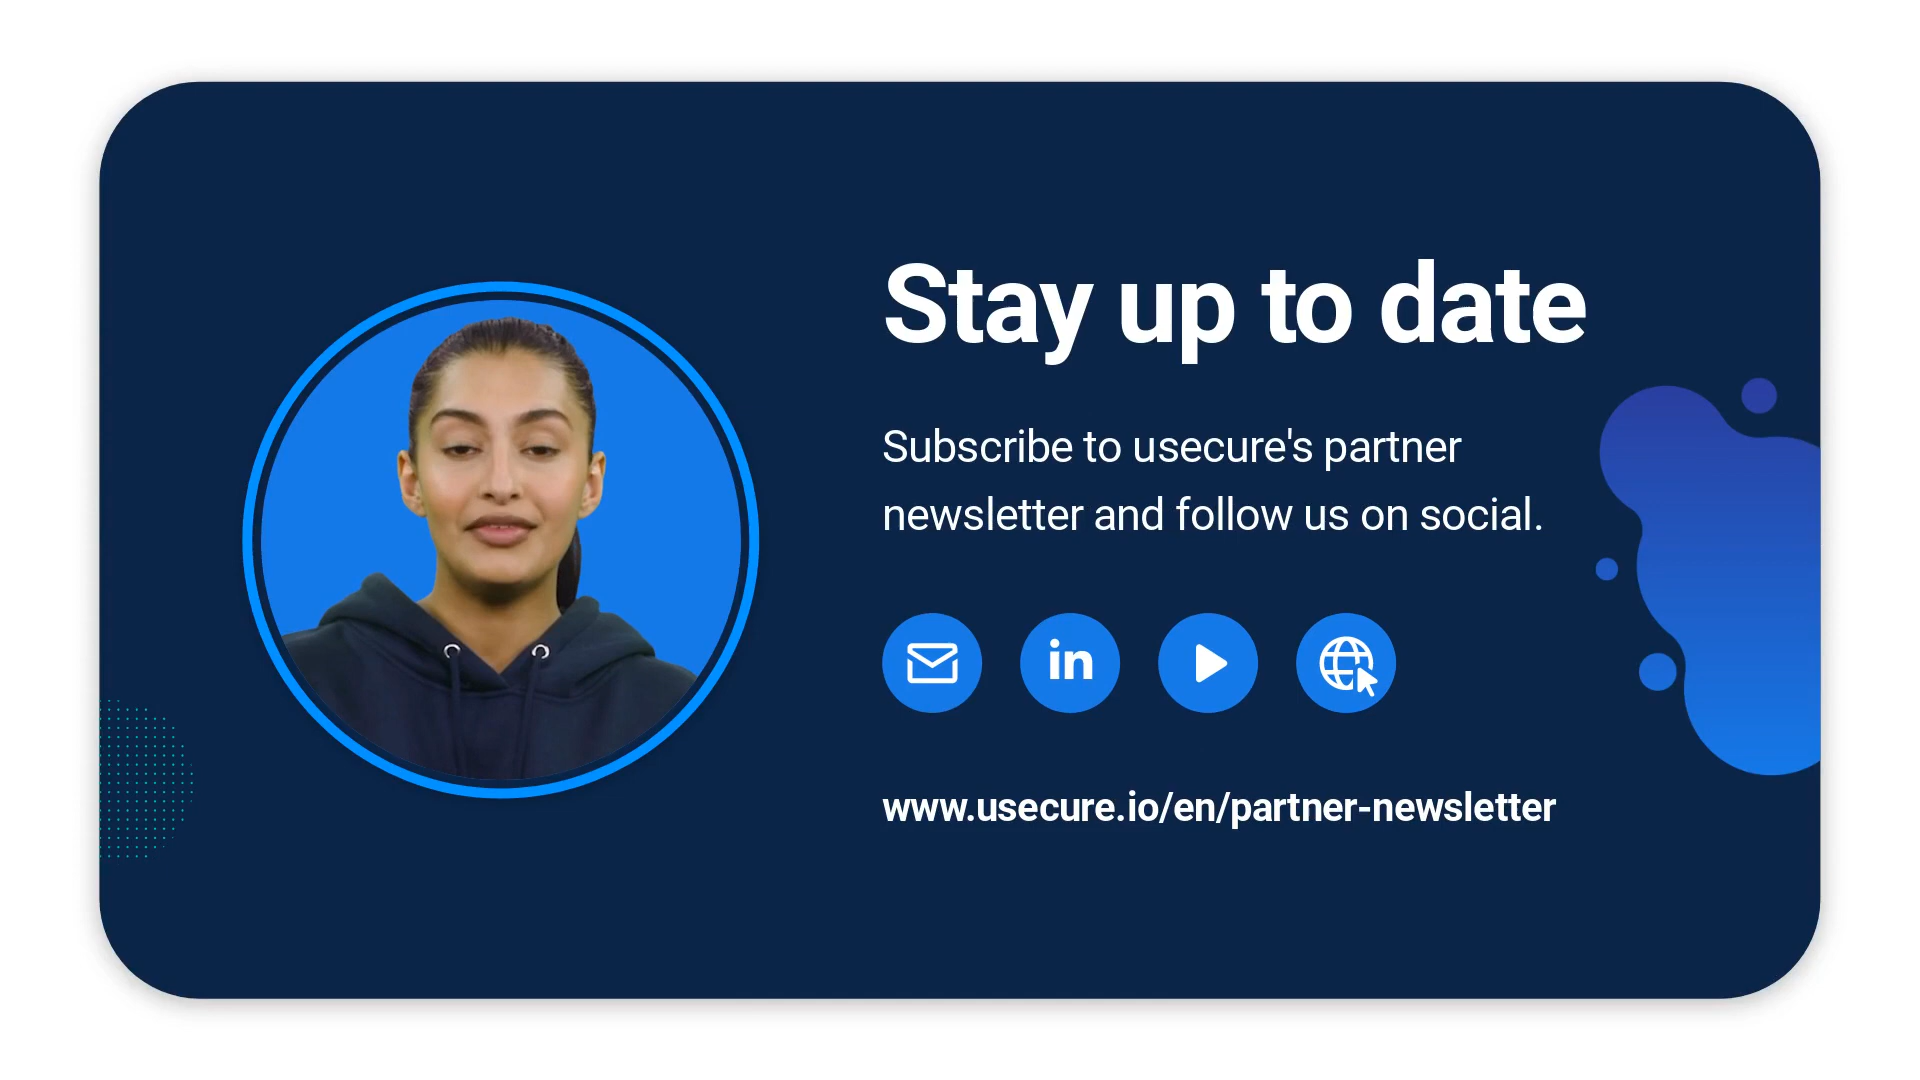 Stay up to date
Subscribe to usecure's partner
newsletter and follow us on social.
in
www.usecure.io/en/partner-newsletter